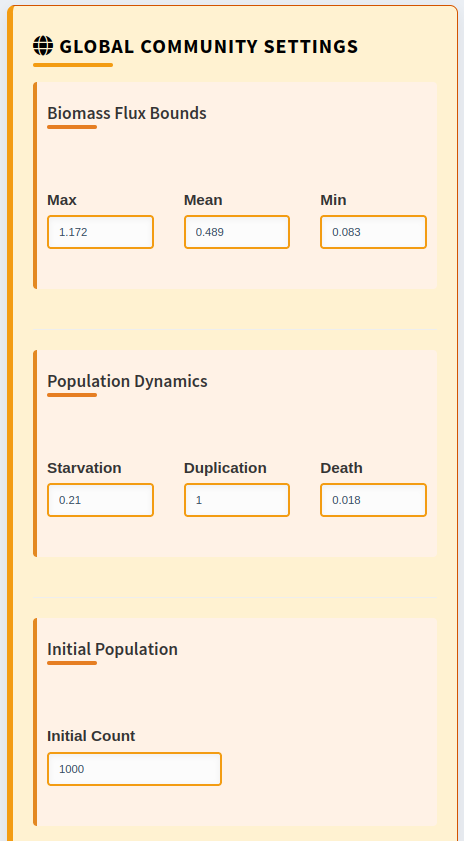 GLOBAL COMMUNITY SETTINGS
Biomass Flux Bounds
Max Mean Min
1.172 0.489 0.083
Population Dynamics
Starvation Duplication Death
0.21 1 0.018
Initial Population
Initial Count
1000